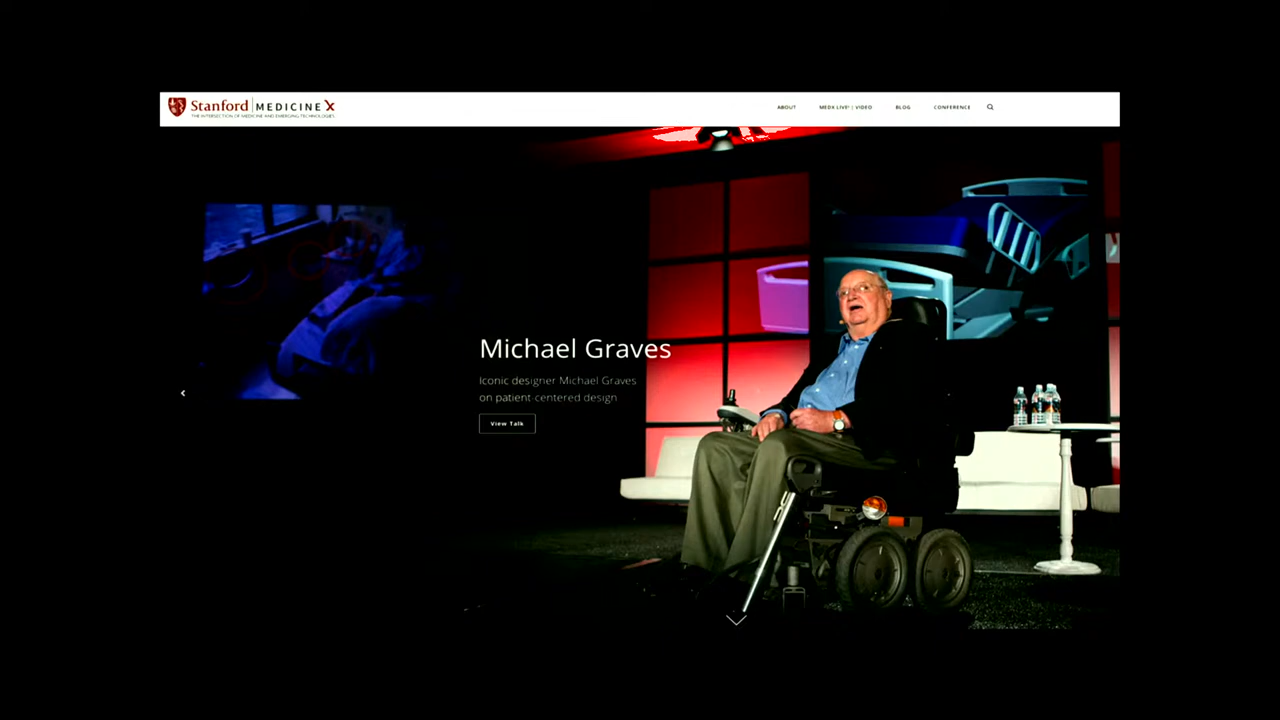 Stanford MEDICINE X
THE INTERSECTION OF MEDICINE AND EMERGING TECHNOLOGIES
ABOUT
MEDX LIVE! | VIDEO
BLOG
CONFERENCE
Michael Graves
Iconic designer Michael Graves
on patient-centered design
View Talk